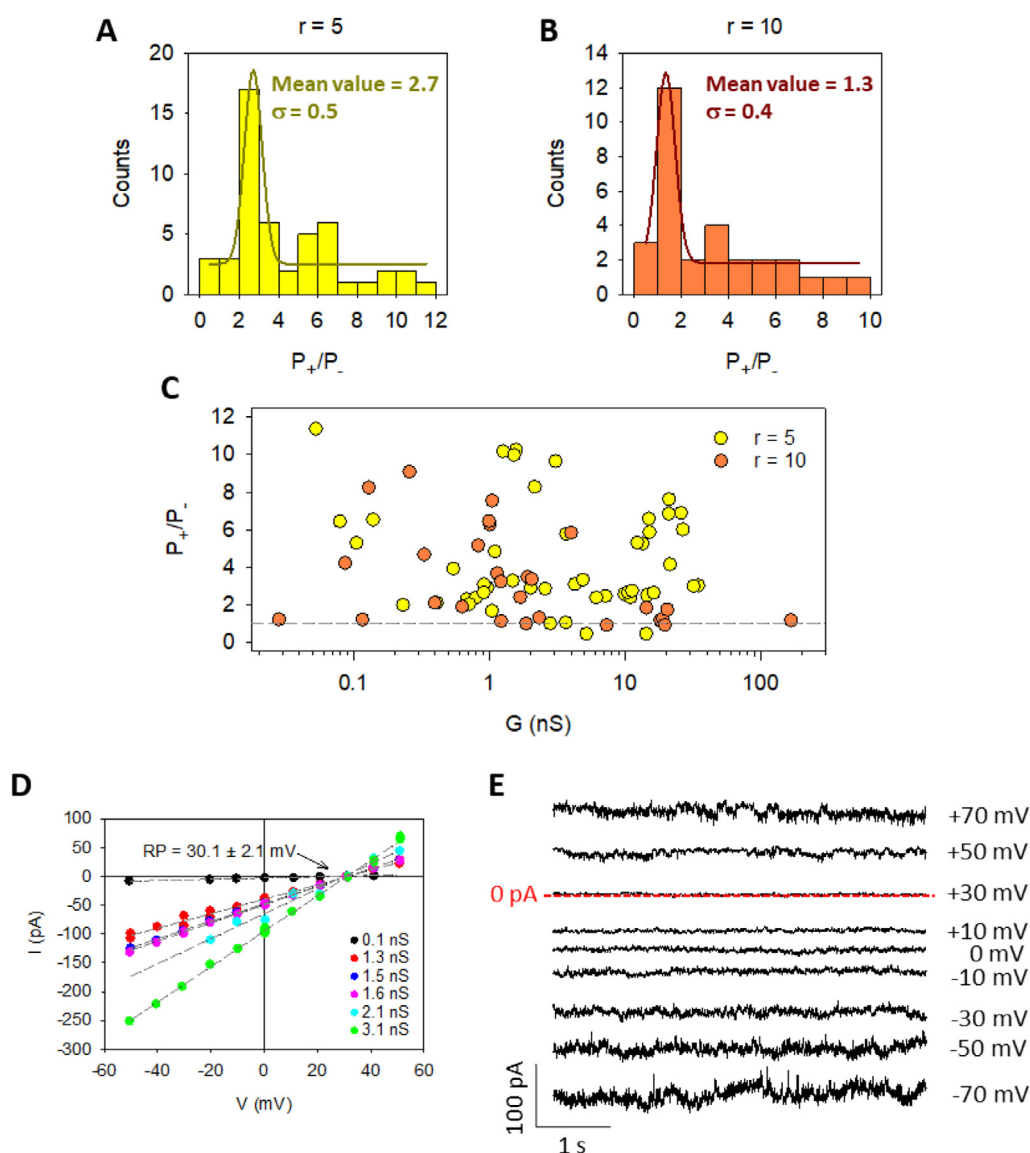 A
r = 5
Mean value = 2.7
σ = 0.5
20
15
10
5
0
Counts
0 2 4 6 8 10 12
P+/P-
B
r = 10
Mean value = 1.3
σ = 0.4
14
12
10
8
6
4
2
0
Counts
0 2 4 6 8 10
P+/P-
C
12
10
8
6
4
2
0
P+/P-
r = 5
r = 10
0.1 1 10 100
G (nS)
D
100
50
0
-50
-100
-150
-200
-250
-300
I (pA)
RP = 30.1 ± 2.1 mV
0.1 nS
1.3 nS
1.5 nS
1.6 nS
2.1 nS
3.1 nS
-60 -40 -20 0 20 40 60
V (mV)
E
+70 mV
+50 mV
0 pA
+30 mV
+10 mV
0 mV
-10 mV
-30 mV
-50 mV
-70 mV
100 pA
1 s